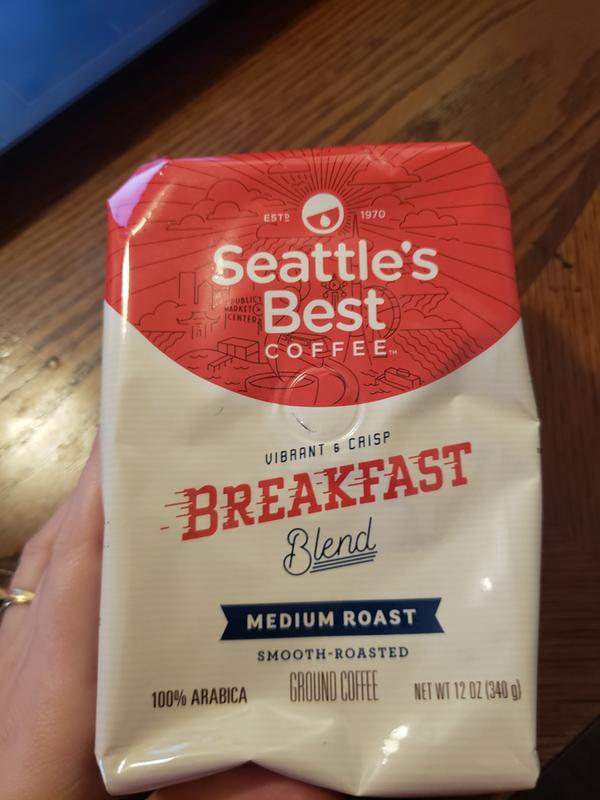 ESTD 1970
Seattle's
Best
COFFEE™
PUBLIC
MARKET
CENTER
VIBRANT & CRISP
BREAKFAST
Blend
MEDIUM ROAST
SMOOTH-ROASTED
100% ARABICA GROUND COFFEE NET WT 12 OZ (340 g)